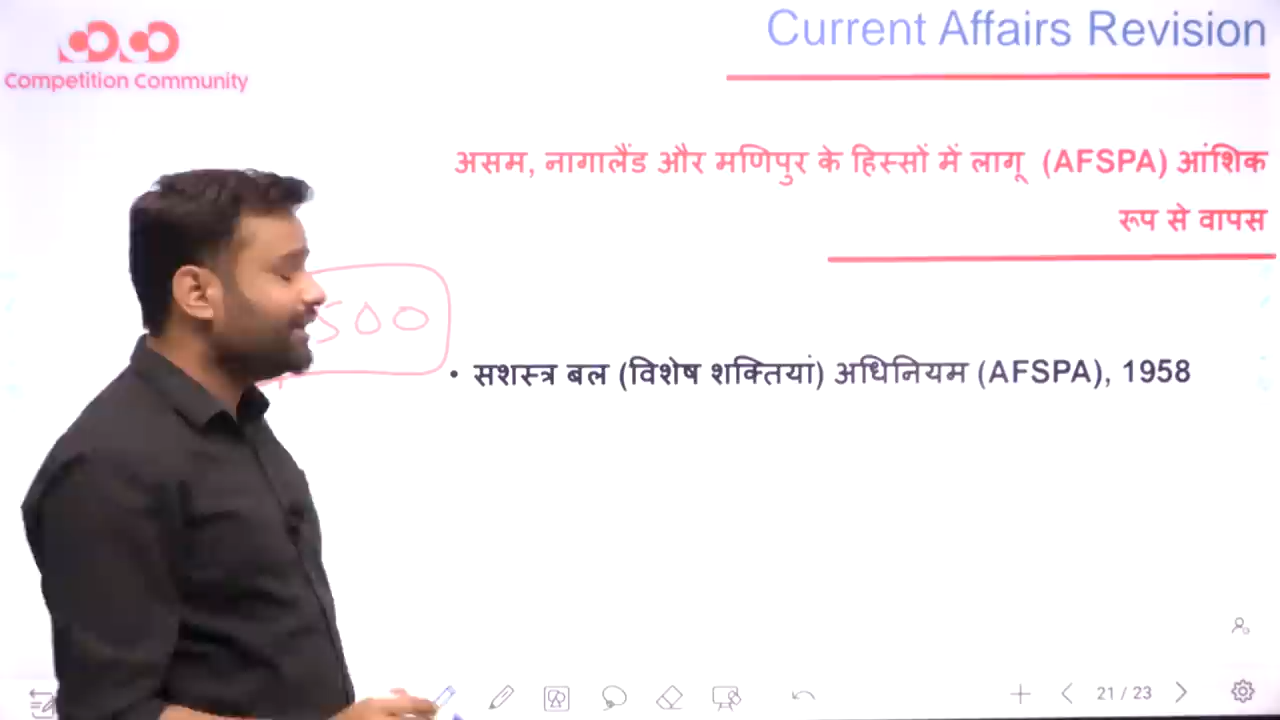 Current Affairs Revision
Competition Community
असम, नागालैंड और मणिपुर के हिस्सों में लागू (AFSPA) आंशिक
रूप से वापस
500
• सशस्त्र बल (विशेष शक्तियां) अधिनियम (AFSPA), 1958
21 / 23